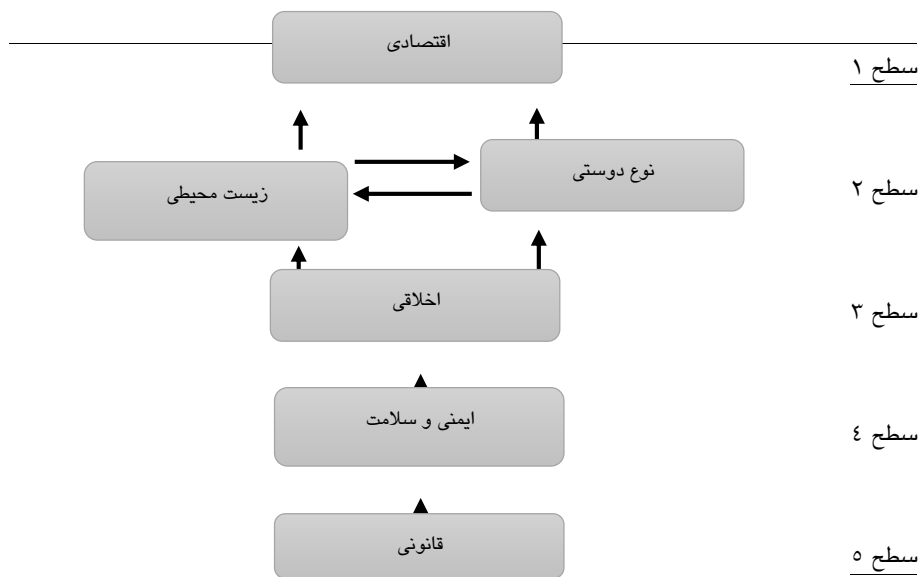 اقتصادی
سطح ۱
نوع دوستی
زیست محیطی
سطح ۲
اخلاقی
سطح ۳
ایمنی و سلامت
سطح ٤
قانونی
سطح ٥